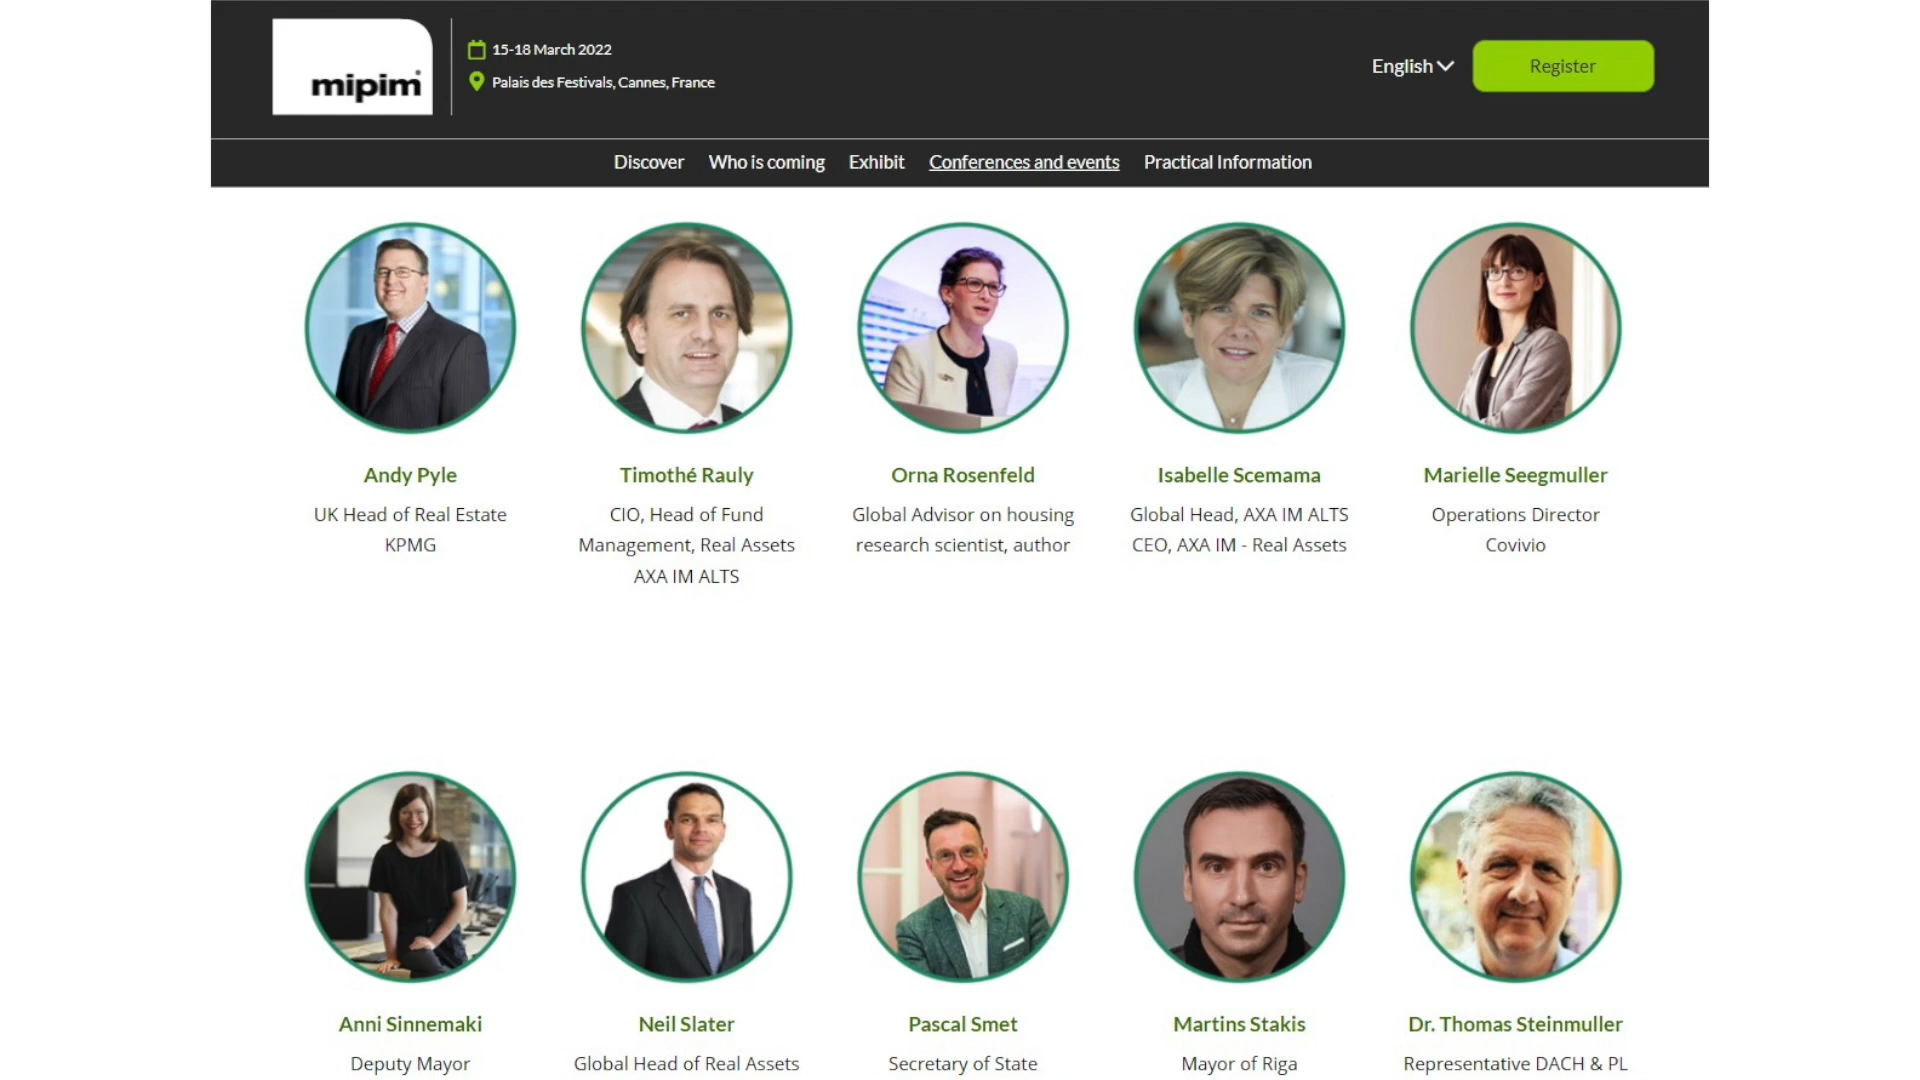 mipim
15-18 March 2022
Palais des Festivals, Cannes, France
English
Register
Discover
Who is coming
Exhibit
Conferences and events
Practical Information
Andy Pyle
UK Head of Real Estate
KPMG
Timothé Rauly
CIO, Head of Fund
Management, Real Assets
AXA IM ALTS
Orna Rosenfeld
Global Advisor on housing
research scientist, author
Isabelle Scemama
Global Head, AXA IM ALTS
CEO, AXA IM - Real Assets
Marielle Seegmuller
Operations Director
Covivio
Anni Sinnemaki
Deputy Mayor
Neil Slater
Global Head of Real Assets
Pascal Smet
Secretary of State
Martins Stakis
Mayor of Riga
Dr. Thomas Steinmuller
Representative DACH & PL